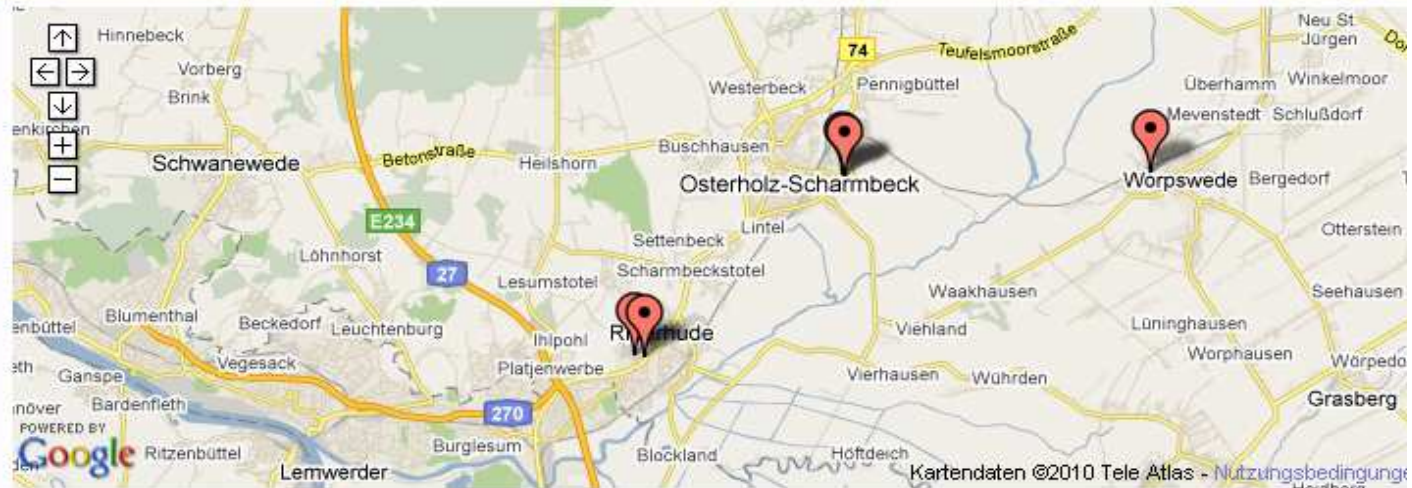 Neu St
Jürgen
Hinnebeck
74
Teufelsmoorstraße
Vorberg
Westerbeck
Pennigbüttel
Überhamm
Winkelmoor
Brink
Mevenstedt
Schlußdorf
Buschhausen
Schwanewede
Betonstraße
Heilshorn
Osterholz-Scharmbeck
Worpswede
Bergedorf
E234
Lintel
Otterstein
Settenbeck
Löhnhorst
27
Lesumstotel
Scharmbeckstotel
Waakhausen
Seehausen
Blumenthal
Beckedorf
Leuchtenburg
Ihlpohl
Viehland
Lüninghausen
Vegesack
Platjenwerbe
Worphausen
Ganspe
Vierhausen
Wührden
Grasberg
Bardenfleth
270
POWERED BY
Google
Ritzenbüttel
Burglesum
Blockland
Höftdeich
Lemwerder
Kartendaten ©2010 Tele Atlas - Nutzungsbedingunge